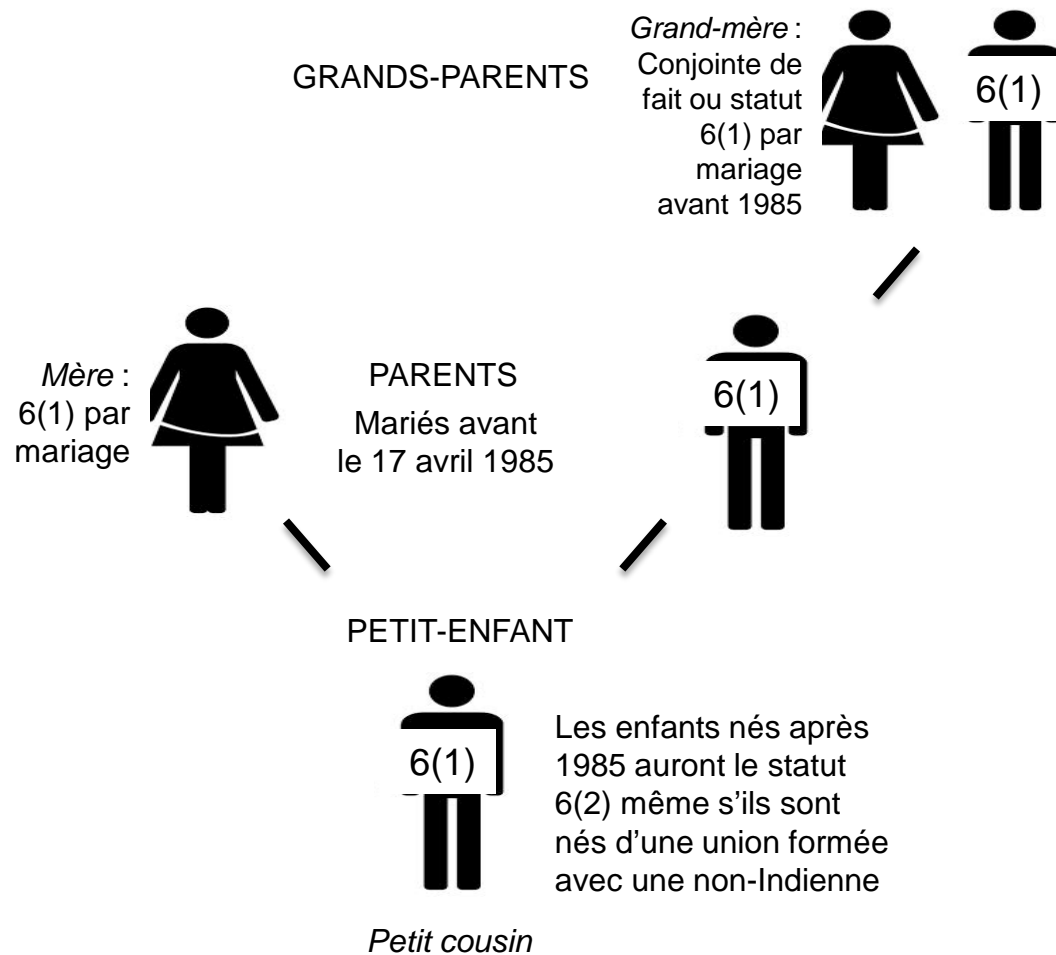 GRANDS-PARENTS
Grand-mère :
Conjointe de
fait ou statut
6(1) par
mariage
avant 1985
6(1)
Mère :
6(1) par
mariage
PARENTS
Mariés avant
le 17 avril 1985
6(1)
PETIT-ENFANT
6(1)
Les enfants nés après
1985 auront le statut
6(2) même s’ils sont
nés d’une union formée
avec une non-Indienne
Petit cousin